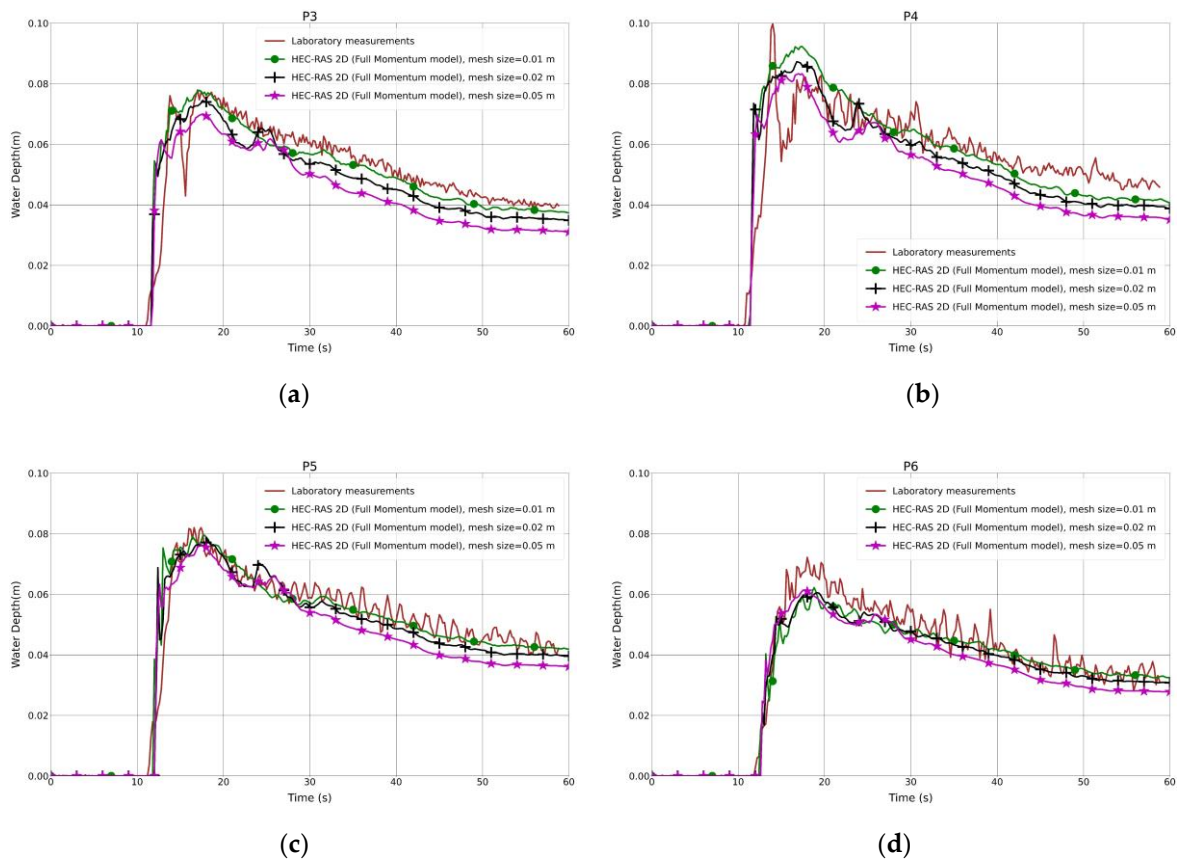 P3
Laboratory measurements
HEC-RAS 2D (Full Momentum model), mesh size=0.01 m
HEC-RAS 2D (Full Momentum model), mesh size=0.02 m
HEC-RAS 2D (Full Momentum model), mesh size=0.05 m
Water Depth(m)
0.10
0.08
0.06
0.04
0.02
0.00
0 10 20 30 40 50 60
Time (s)
(a)
P4
Laboratory measurements
HEC-RAS 2D (Full Momentum model), mesh size=0.01 m
HEC-RAS 2D (Full Momentum model), mesh size=0.02 m
HEC-RAS 2D (Full Momentum model), mesh size=0.05 m
Water Depth(m)
0.10
0.08
0.06
0.04
0.02
0.00
0 10 20 30 40 50 60
Time (s)
(b)
P5
Laboratory measurements
HEC-RAS 2D (Full Momentum model), mesh size=0.01 m
HEC-RAS 2D (Full Momentum model), mesh size=0.02 m
HEC-RAS 2D (Full Momentum model), mesh size=0.05 m
Water Depth(m)
0.10
0.08
0.06
0.04
0.02
0.00
0 10 20 30 40 50 60
Time (s)
(c)
P6
Laboratory measurements
HEC-RAS 2D (Full Momentum model), mesh size=0.01 m
HEC-RAS 2D (Full Momentum model), mesh size=0.02 m
HEC-RAS 2D (Full Momentum model), mesh size=0.05 m
Water Depth(m)
0.10
0.08
0.06
0.04
0.02
0.00
0 10 20 30 40 50 60
Time (s)
(d)